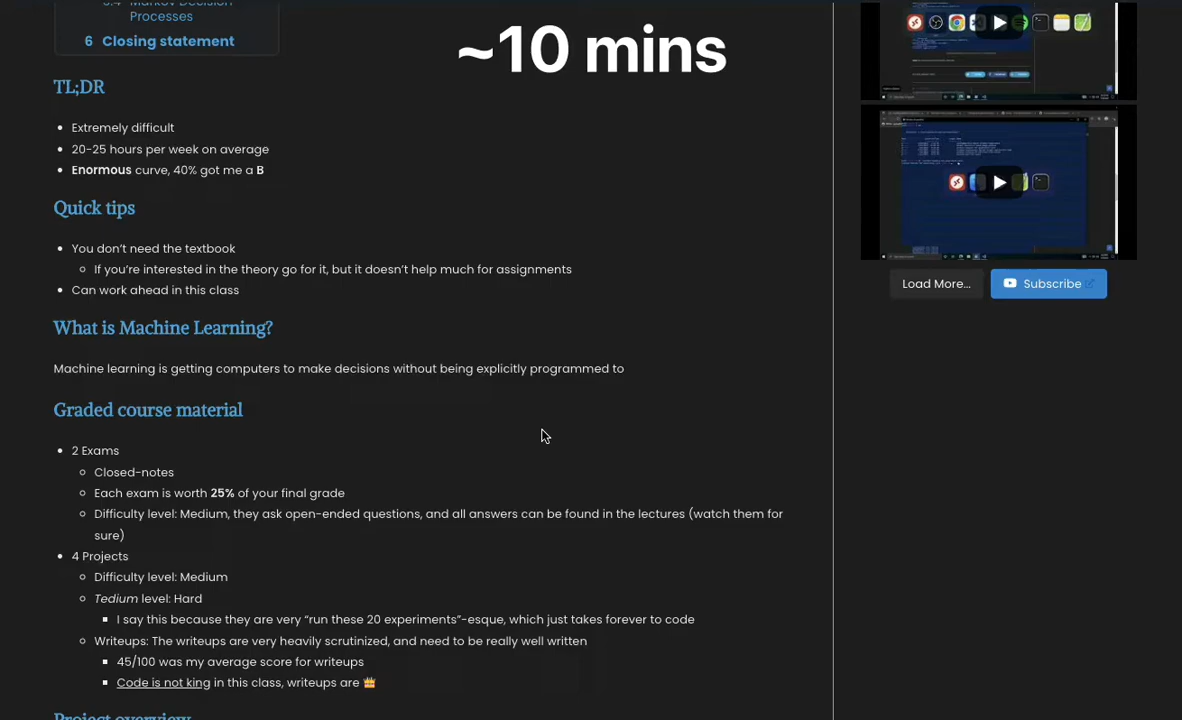 Processes
6 Closing statement
~10 mins
TL;DR
• Extremely difficult
• 20-25 hours per week on average
• Enormous curve, 40% got me a B
Quick tips
• You don’t need the textbook
◦ If you’re interested in the theory go for it, but it doesn’t help much for assignments
• Can work ahead in this class
What is Machine Learning?
Machine learning is getting computers to make decisions without being explicitly programmed to
Graded course material
• 2 Exams
◦ Closed-notes
◦ Each exam is worth 25% of your final grade
◦ Difficulty level: Medium, they ask open-ended questions, and all answers can be found in the lectures (watch them for
sure)
• 4 Projects
◦ Difficulty level: Medium
◦ Tedium level: Hard
▪ I say this because they are very “run these 20 experiments”-esque, which just takes forever to code
◦ Writeups: The writeups are very heavily scrutinized, and need to be really well written
▪ 45/100 was my average score for writeups
▪ Code is not king in this class, writeups are 👑
Project overview
Load More...
Subscribe